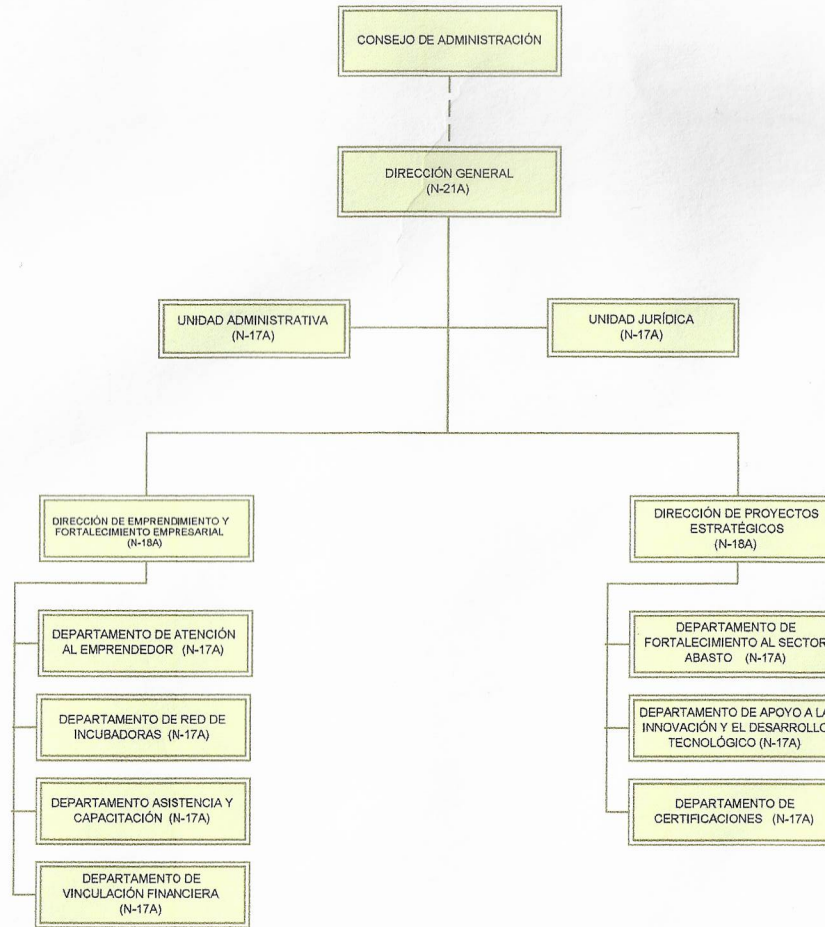 CONSEJO DE ADMINISTRACIÓN
DIRECCIÓN GENERAL
(N-21A)
UNIDAD ADMINISTRATIVA
(N-17A)
UNIDAD JURÍDICA
(N-17A)
DIRECCIÓN DE EMPRENDIMIENTO Y
FORTALECIMIENTO EMPRESARIAL
(N-18A)
DIRECCIÓN DE PROYECTOS
ESTRATÉGICOS
(N-18A)
DEPARTAMENTO DE ATENCIÓN
AL EMPRENDEDOR (N-17A)
DEPARTAMENTO DE RED DE
INCUBADORAS (N-17A)
DEPARTAMENTO ASISTENCIA Y
CAPACITACIÓN (N-17A)
DEPARTAMENTO DE
VINCULACIÓN FINANCIERA
(N-17A)
DEPARTAMENTO DE
FORTALECIMIENTO AL SECTOR
ABASTO (N-17A)
DEPARTAMENTO DE APOYO A LA
INNOVACIÓN Y EL DESARROLLO
TECNOLÓGICO (N-17A)
DEPARTAMENTO DE
CERTIFICACIONES (N-17A)